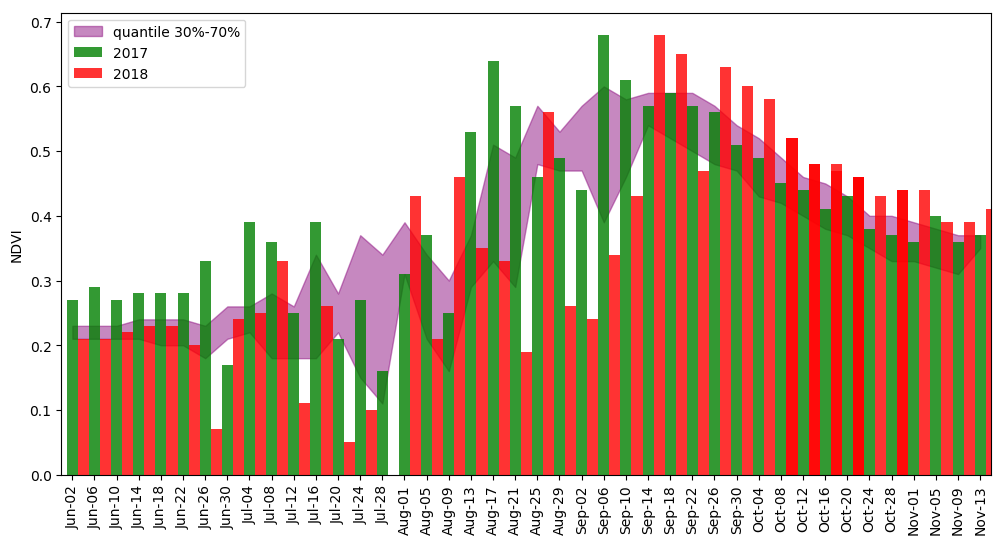 quantile 30%-70%
2017
2018
NDVI
0.7
0.6
0.5
0.4
0.3
0.2
0.1
0.0
Jun-02
Jun-06
Jun-10
Jun-14
Jun-18
Jun-22
Jun-26
Jun-30
Jul-04
Jul-08
Jul-12
Jul-16
Jul-20
Jul-24
Jul-28
Aug-01
Aug-05
Aug-09
Aug-13
Aug-17
Aug-21
Aug-25
Aug-29
Sep-02
Sep-06
Sep-10
Sep-14
Sep-18
Sep-22
Sep-26
Sep-30
Oct-04
Oct-08
Oct-12
Oct-16
Oct-20
Oct-24
Oct-28
Nov-01
Nov-05
Nov-09
Nov-13